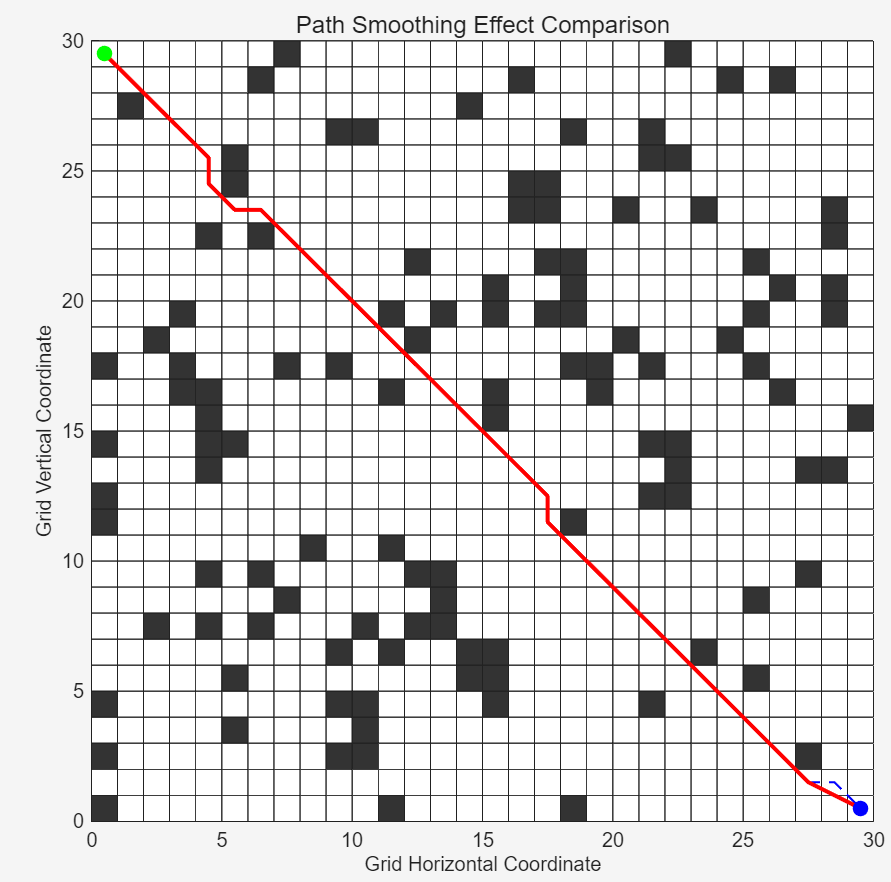 Path Smoothing Effect Comparison
30
25
20
15
10
5
0
Grid Vertical Coordinate
0 5 10 15 20 25 30
Grid Horizontal Coordinate